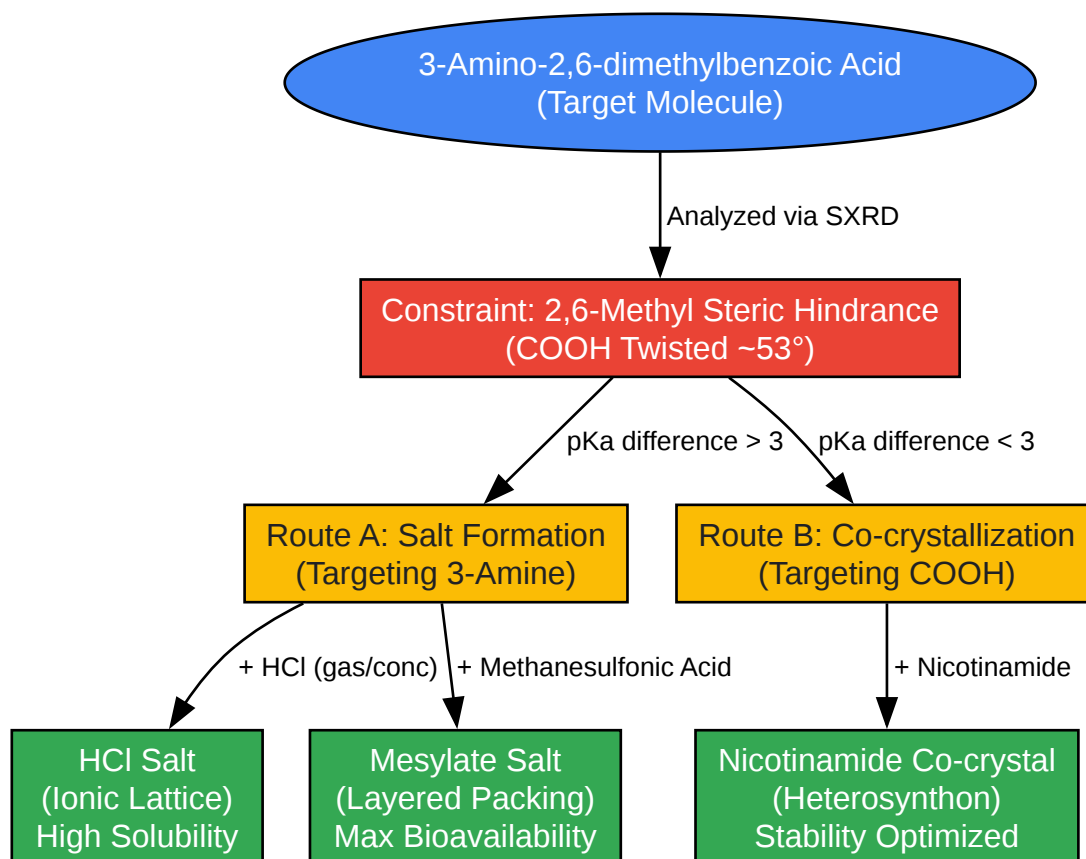 3-Amino-2,6-dimethylbenzoic Acid
(Target Molecule)
Analyzed via SXRD
Constraint: 2,6-Methyl Steric Hindrance
(COOH Twisted ~53°)
pKa difference > 3
pKa difference < 3
Route A: Salt Formation
(Targeting 3-Amine)
Route B: Co-crystallization
(Targeting COOH)
+ HCl (gas/conc)
+ Methanesulfonic Acid
+ Nicotinamide
HCl Salt
(Ionic Lattice)
High Solubility
Mesylate Salt
(Layered Packing)
Max Bioavailability
Nicotinamide Co-crystal
(Heterosynthon)
Stability Optimized